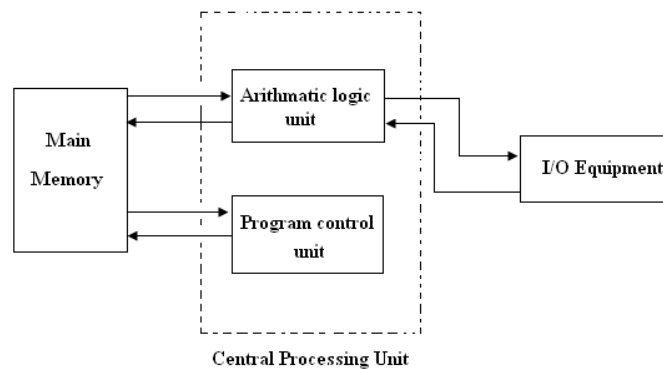 Main
Memory
Arithmatic logic
unit
Program control
unit
I/O Equipment
Central Processing Unit